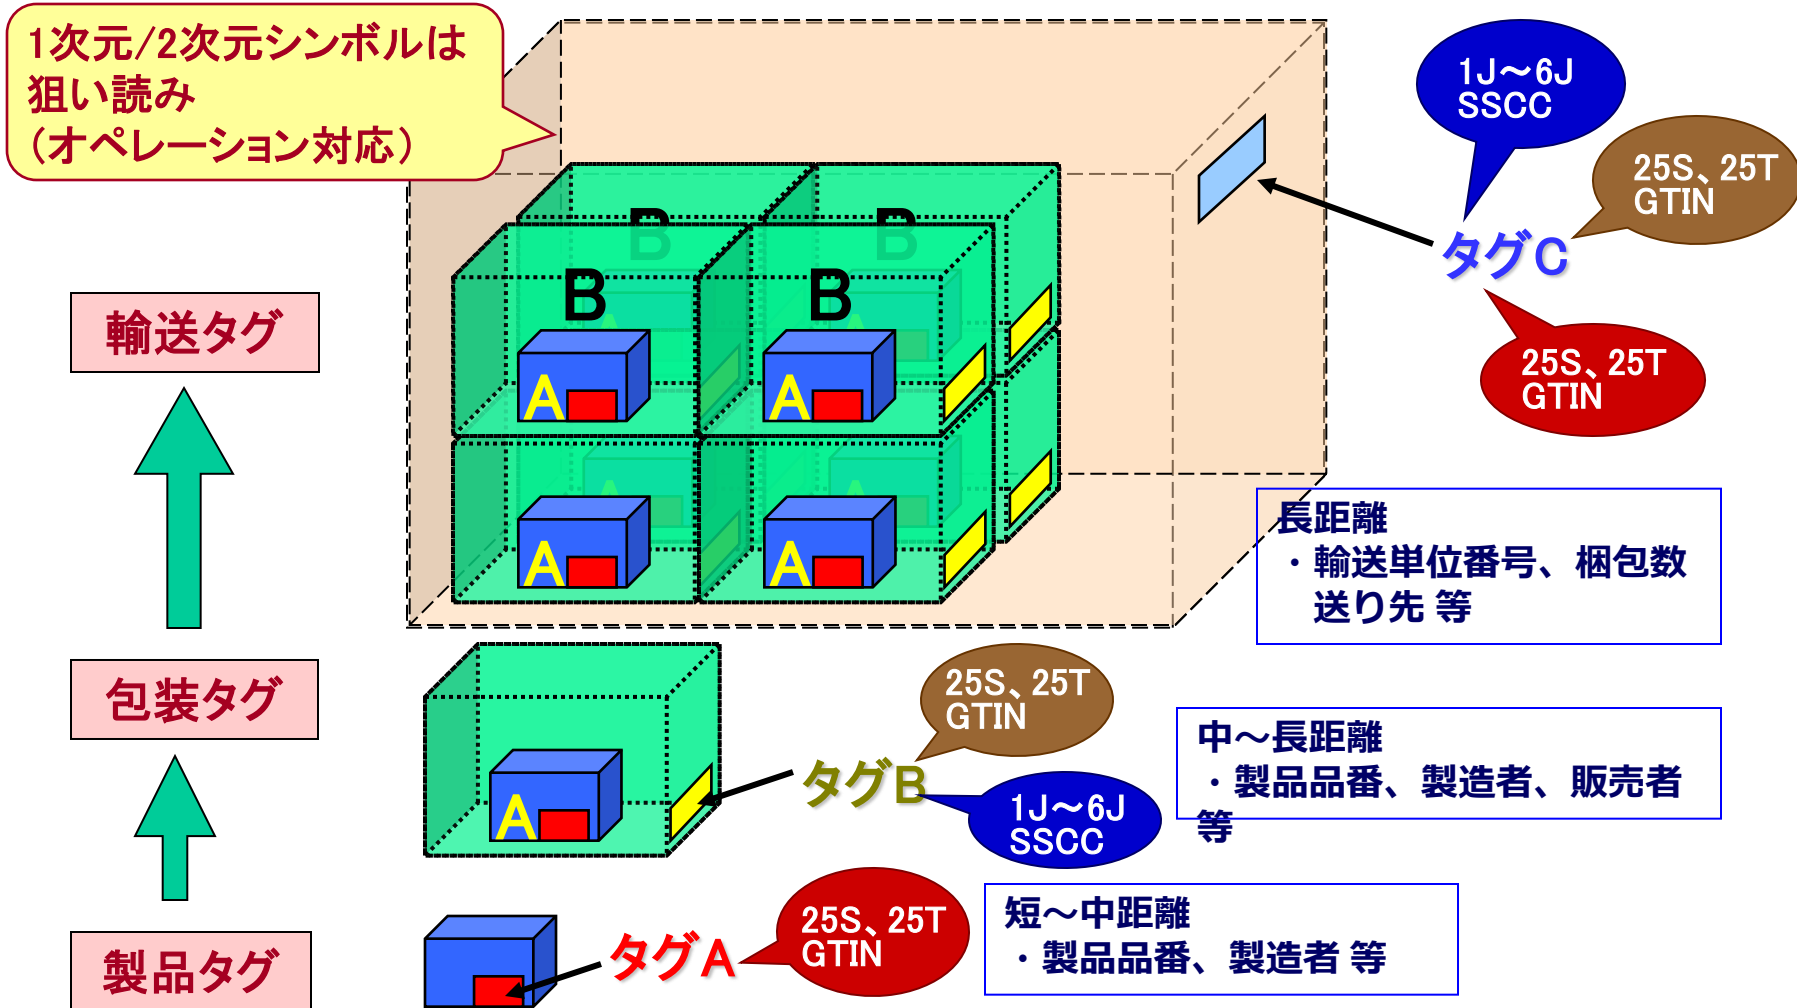 1次元/2次元シンボルは
狙い読み
（オペレーション対応）
1J～6J
SSCC
25S、25T
GTIN
タグC
25S、25T
GTIN
B
B
B
B
A
A
A
A
A
A
A
輸送タグ
長距離
・輸送単位番号、梱包数
送り先 等
包装タグ
A
25S、25T
GTIN
タグB
1J～6J
SSCC
中～長距離
・製品品番、製造者、販売者
等
製品タグ
タグA
25S、25T
GTIN
短～中距離
・製品品番、製造者 等